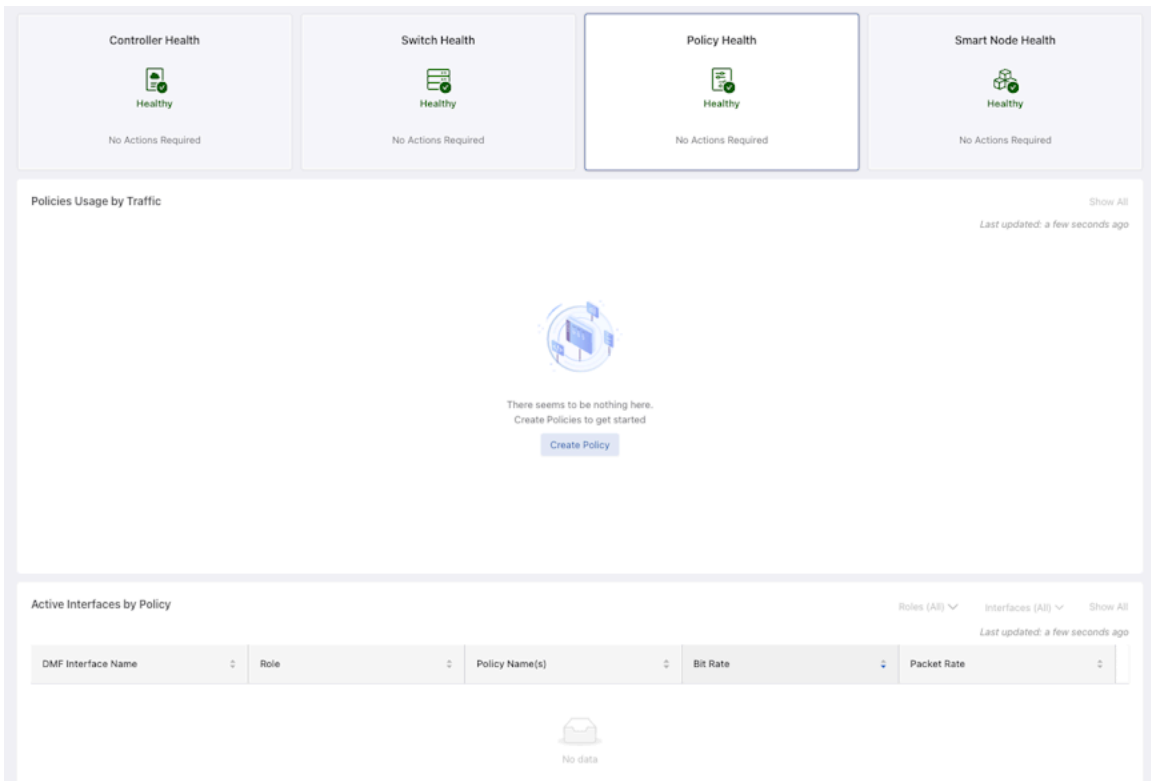 Controller Health
Switch Health
Policy Health
Smart Node Health
Healthy
Healthy
Healthy
Healthy
No Actions Required
No Actions Required
No Actions Required
No Actions Required
Policies Usage by Traffic
Show All
Last updated: a few seconds ago
There seems to be nothing here.
Create Policies to get started
Create Policy
Active Interfaces by Policy
Roles (All)
Interfaces (All)
Show All
Last updated: a few seconds ago
DMF Interface Name
Role
Policy Name(s)
Bit Rate
Packet Rate
No data